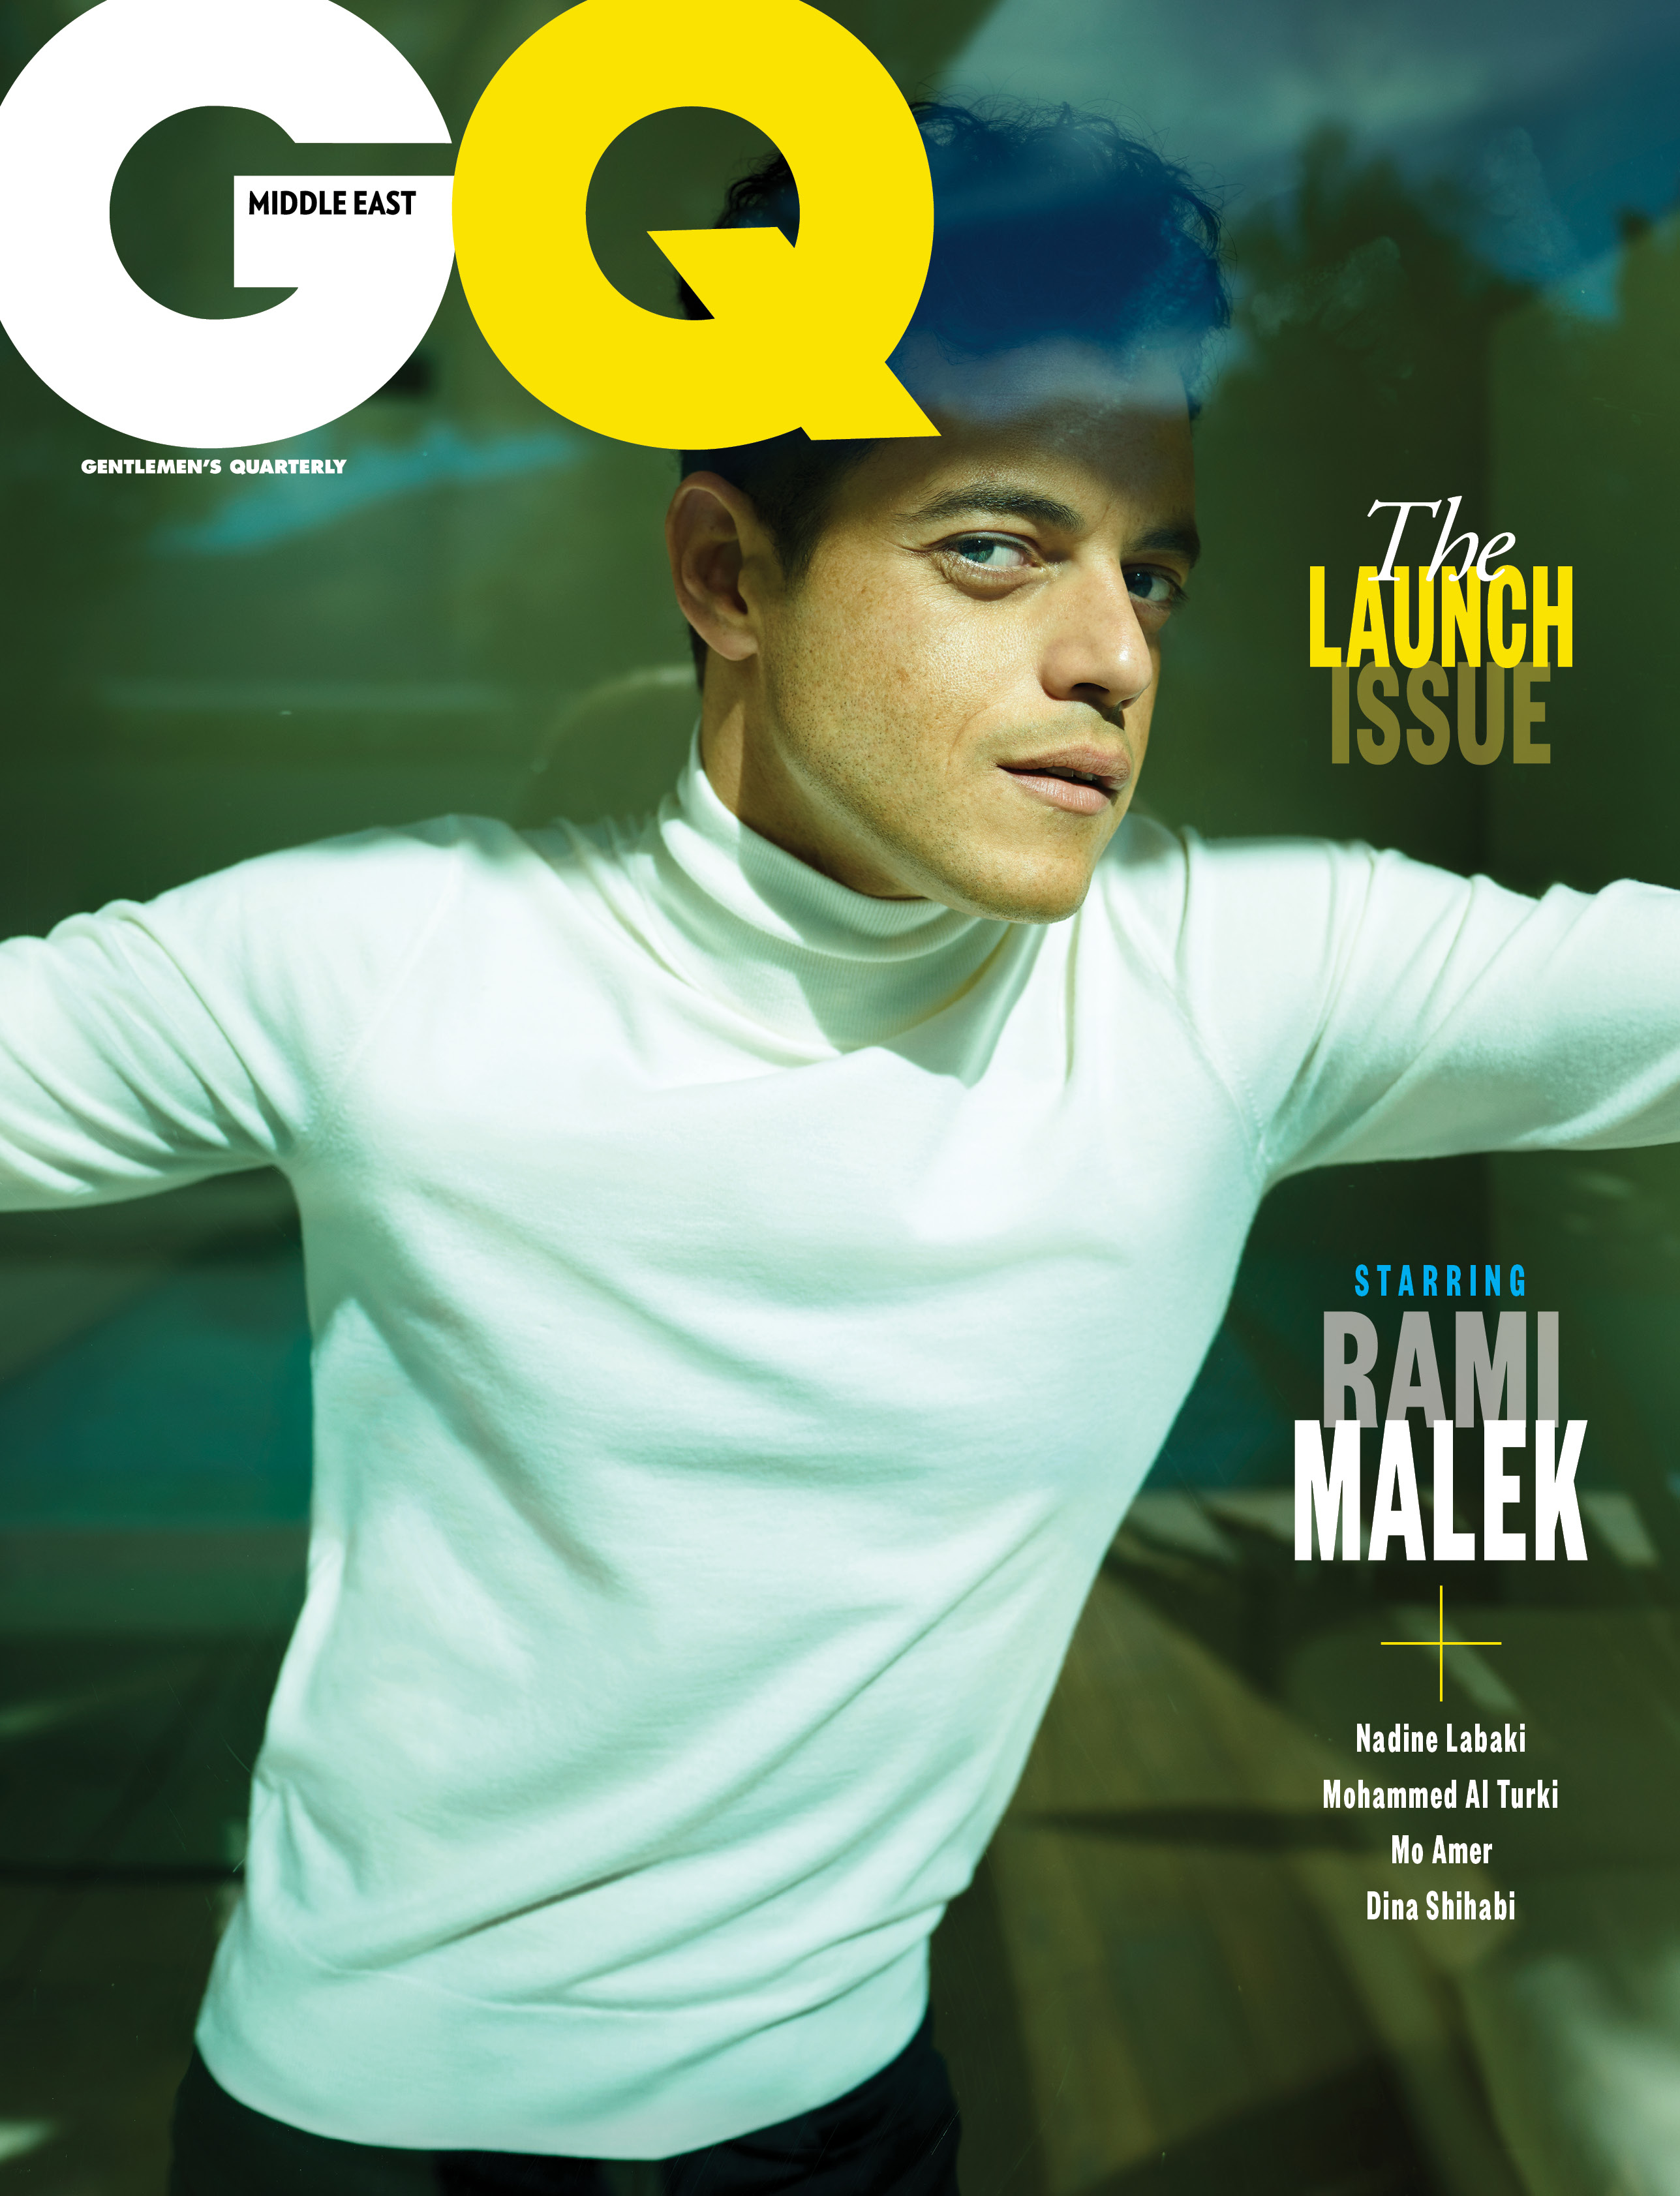 GQ
MIDDLE EAST
GENTLEMEN'S QUARTERLY
The
LAUNCH
ISSUE
STARRING
RAMI
MALEK
Nadine Labaki
Mohammed Al Turki
Mo Amer
Dina Shihabi